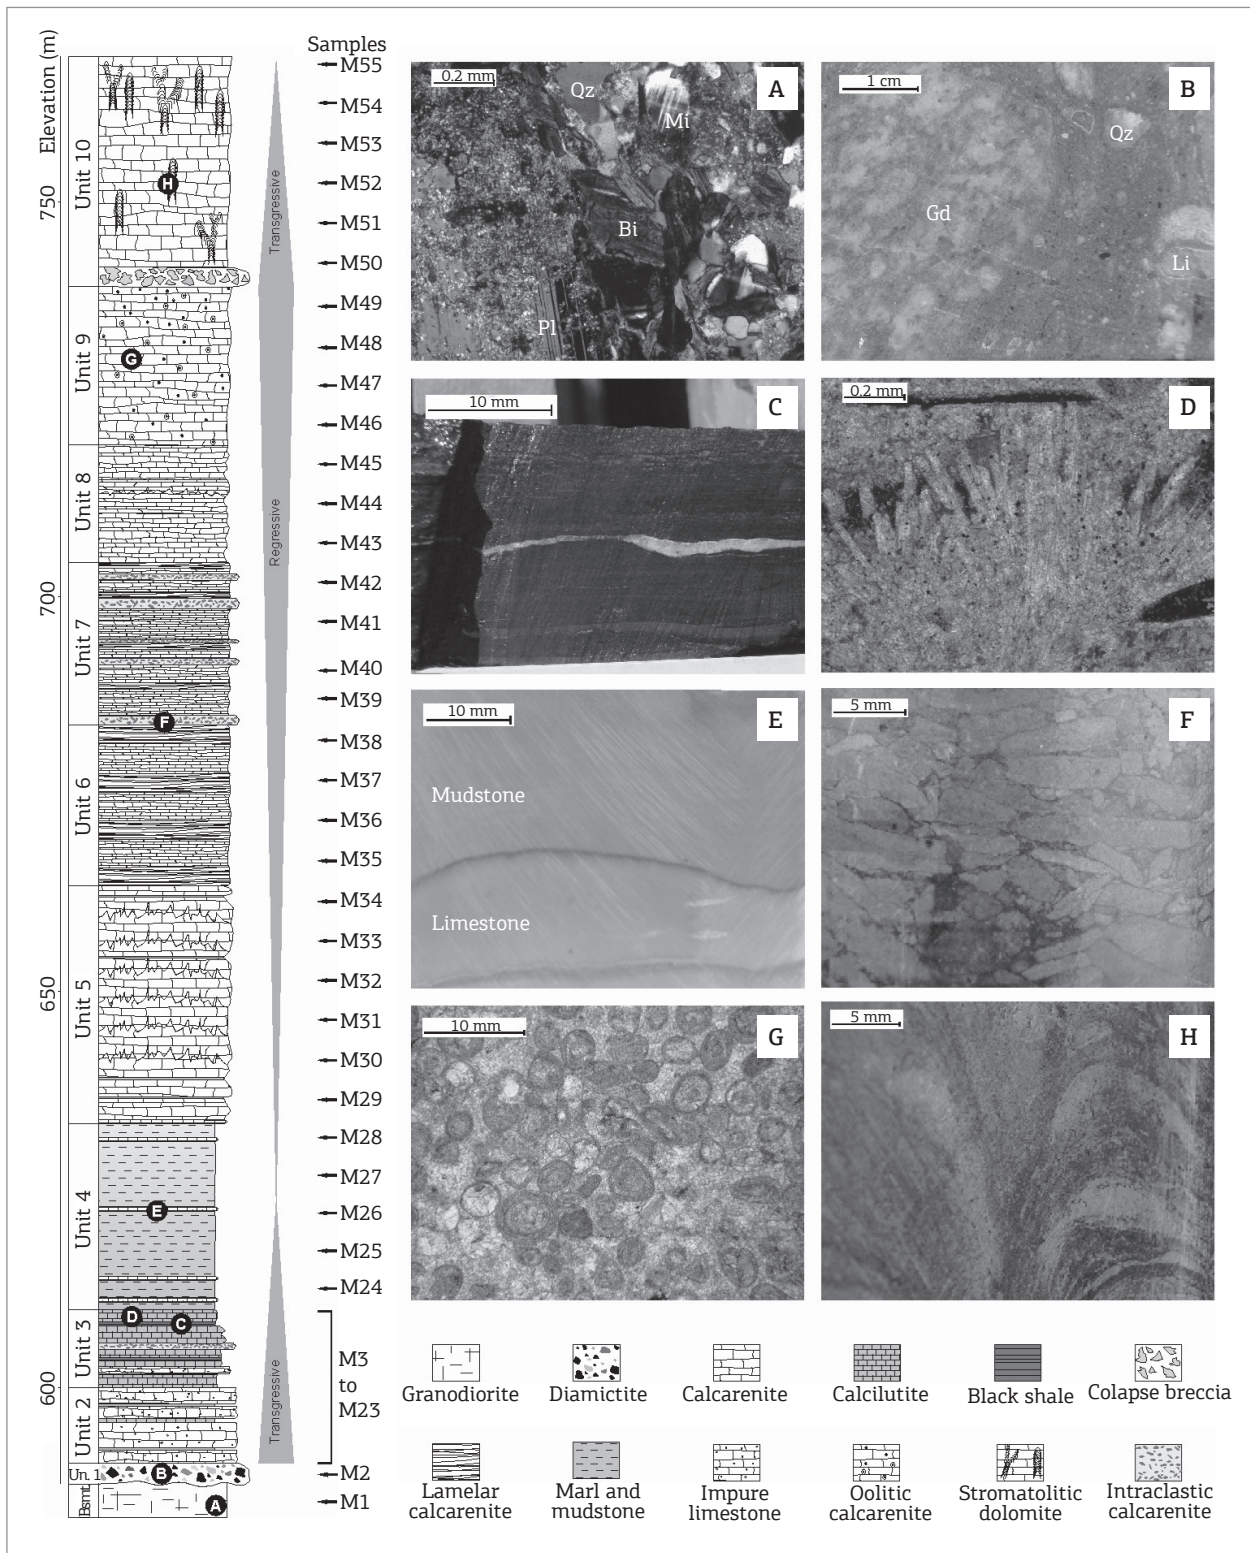 Elevation (m)
750
700
650
600
Unit 10
Unit 9
Unit 8
Unit 7
Unit 6
Unit 5
Unit 4
Unit 3
Unit 2
Un. 1
Bsmt.
H
G
F
E
D
C
B
A
Transgressive
Regressive
Transgressive
Samples
M55
M54
M53
M52
M51
M50
M49
M48
M47
M46
M45
M44
M43
M42
M41
M40
M39
M38
M37
M36
M35
M34
M33
M32
M31
M30
M29
M28
M27
M26
M25
M24
M3
to
M23
M2
M1
0.2 mm
A
Qz
Mi
Bi
Pl
1 cm
B
Qz
Gd
Li
10 mm
C
0.2 mm
D
10 mm
E
Mudstone
Limestone
5 mm
F
10 mm
G
5 mm
H
Granodiorite
Diamictite
Calcarenite
Calcilutite
Black shale
Colapse breccia
Lamelar
calcarenite
Marl and
mudstone
Impure
limestone
Oolitic
calcarenite
Stromatolitic
dolomite
Intraclastic
calcarenite